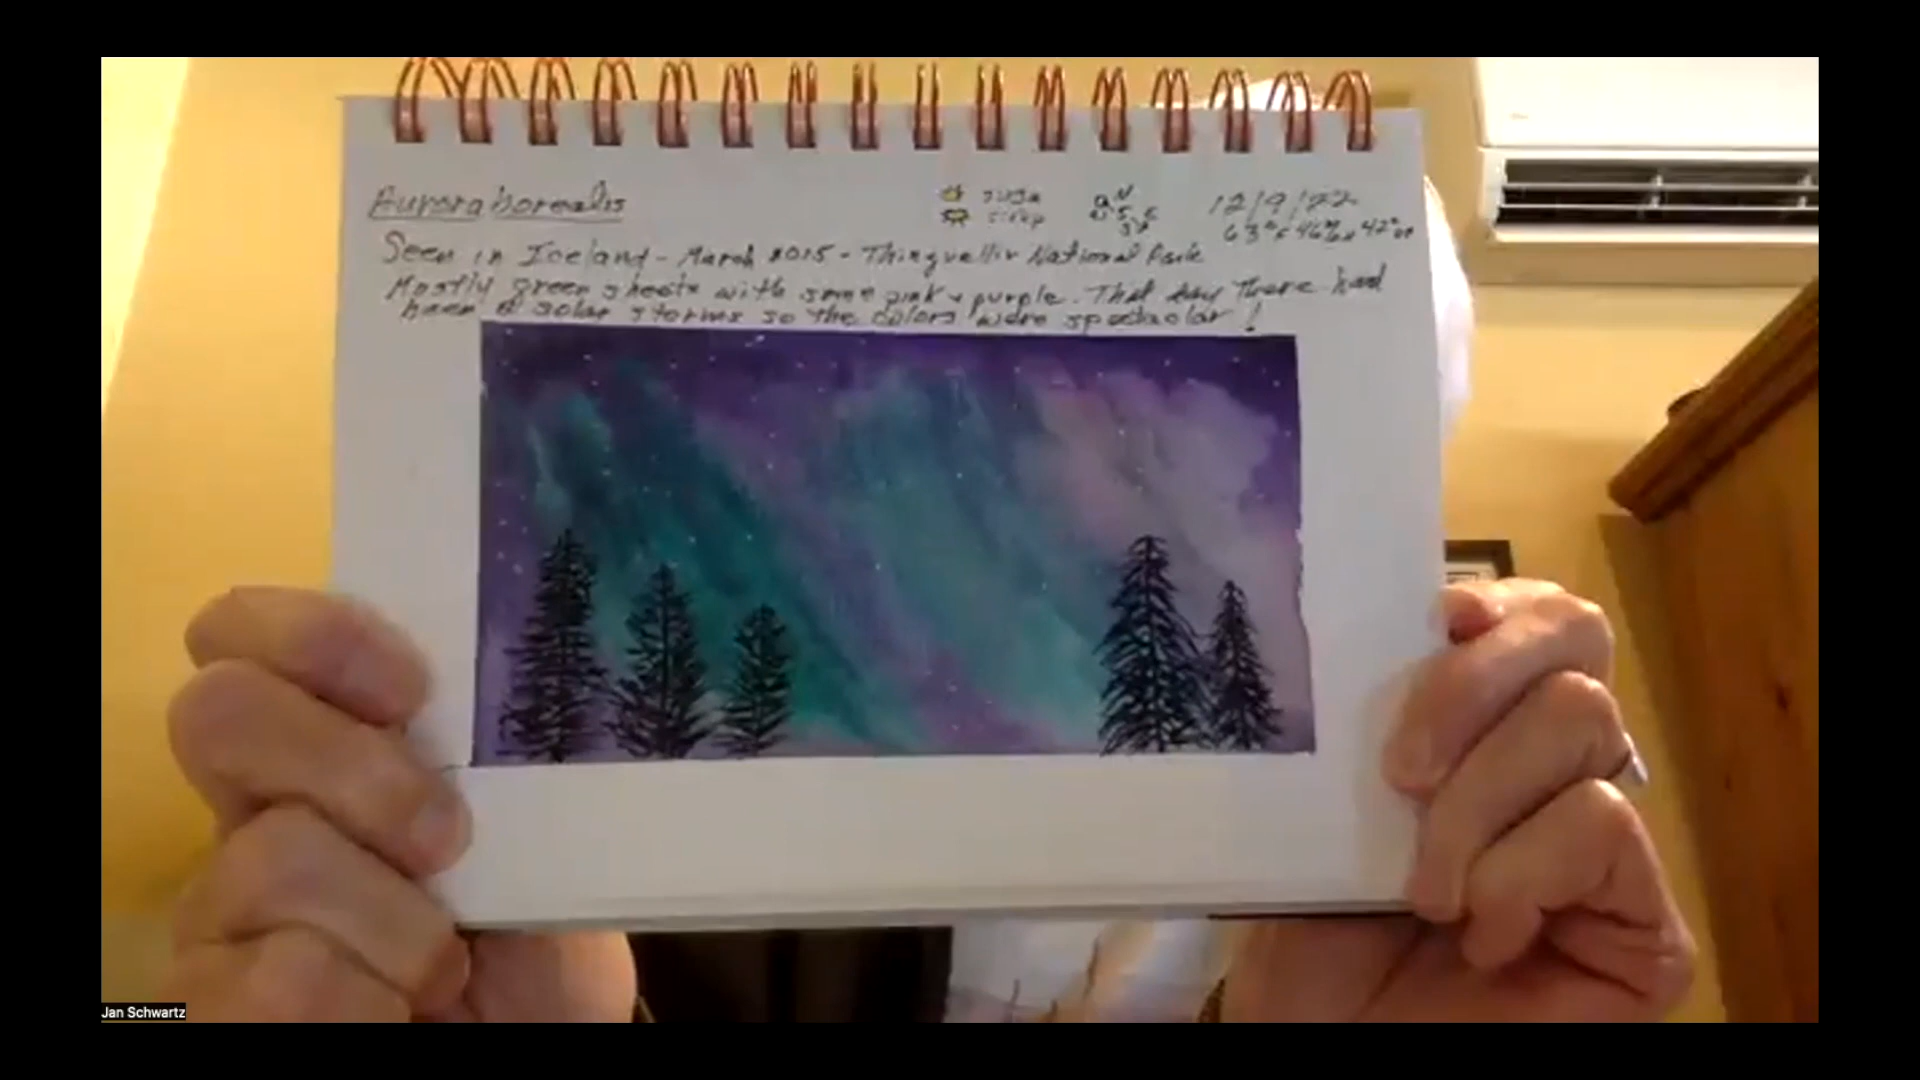 Aurora borealis
12/9/22
Seen in Iceland - March 2015 - Thingvellir National Park
Mostly green sheets with some pink & purple. That day there had
been solar storms so the colors were spectaclar!
Jan Schwartz